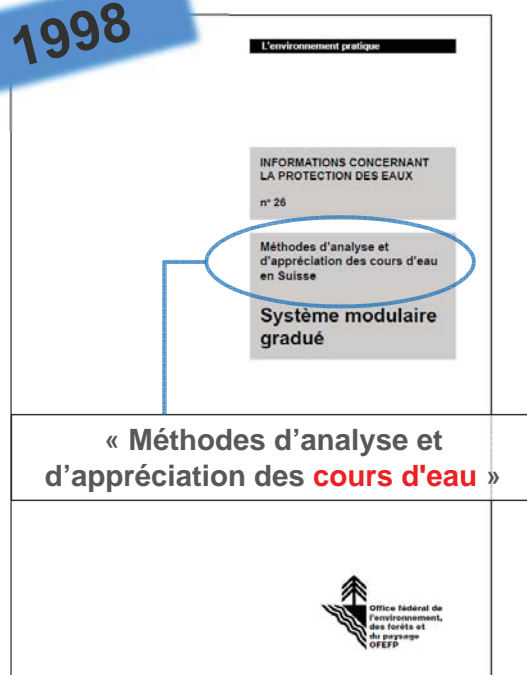 1998
L'environnement pratique
INFORMATIONS CONCERNANT
LA PROTECTION DES EAUX
n° 26
Méthodes d'analyse et
d'appréciation des cours d'eau
en Suisse
Système modulaire
gradué
« Méthodes d’analyse et
d’appréciation des cours d'eau »
Office fédéral de
l'environnement,
des forêts et
du paysage
OFEFP